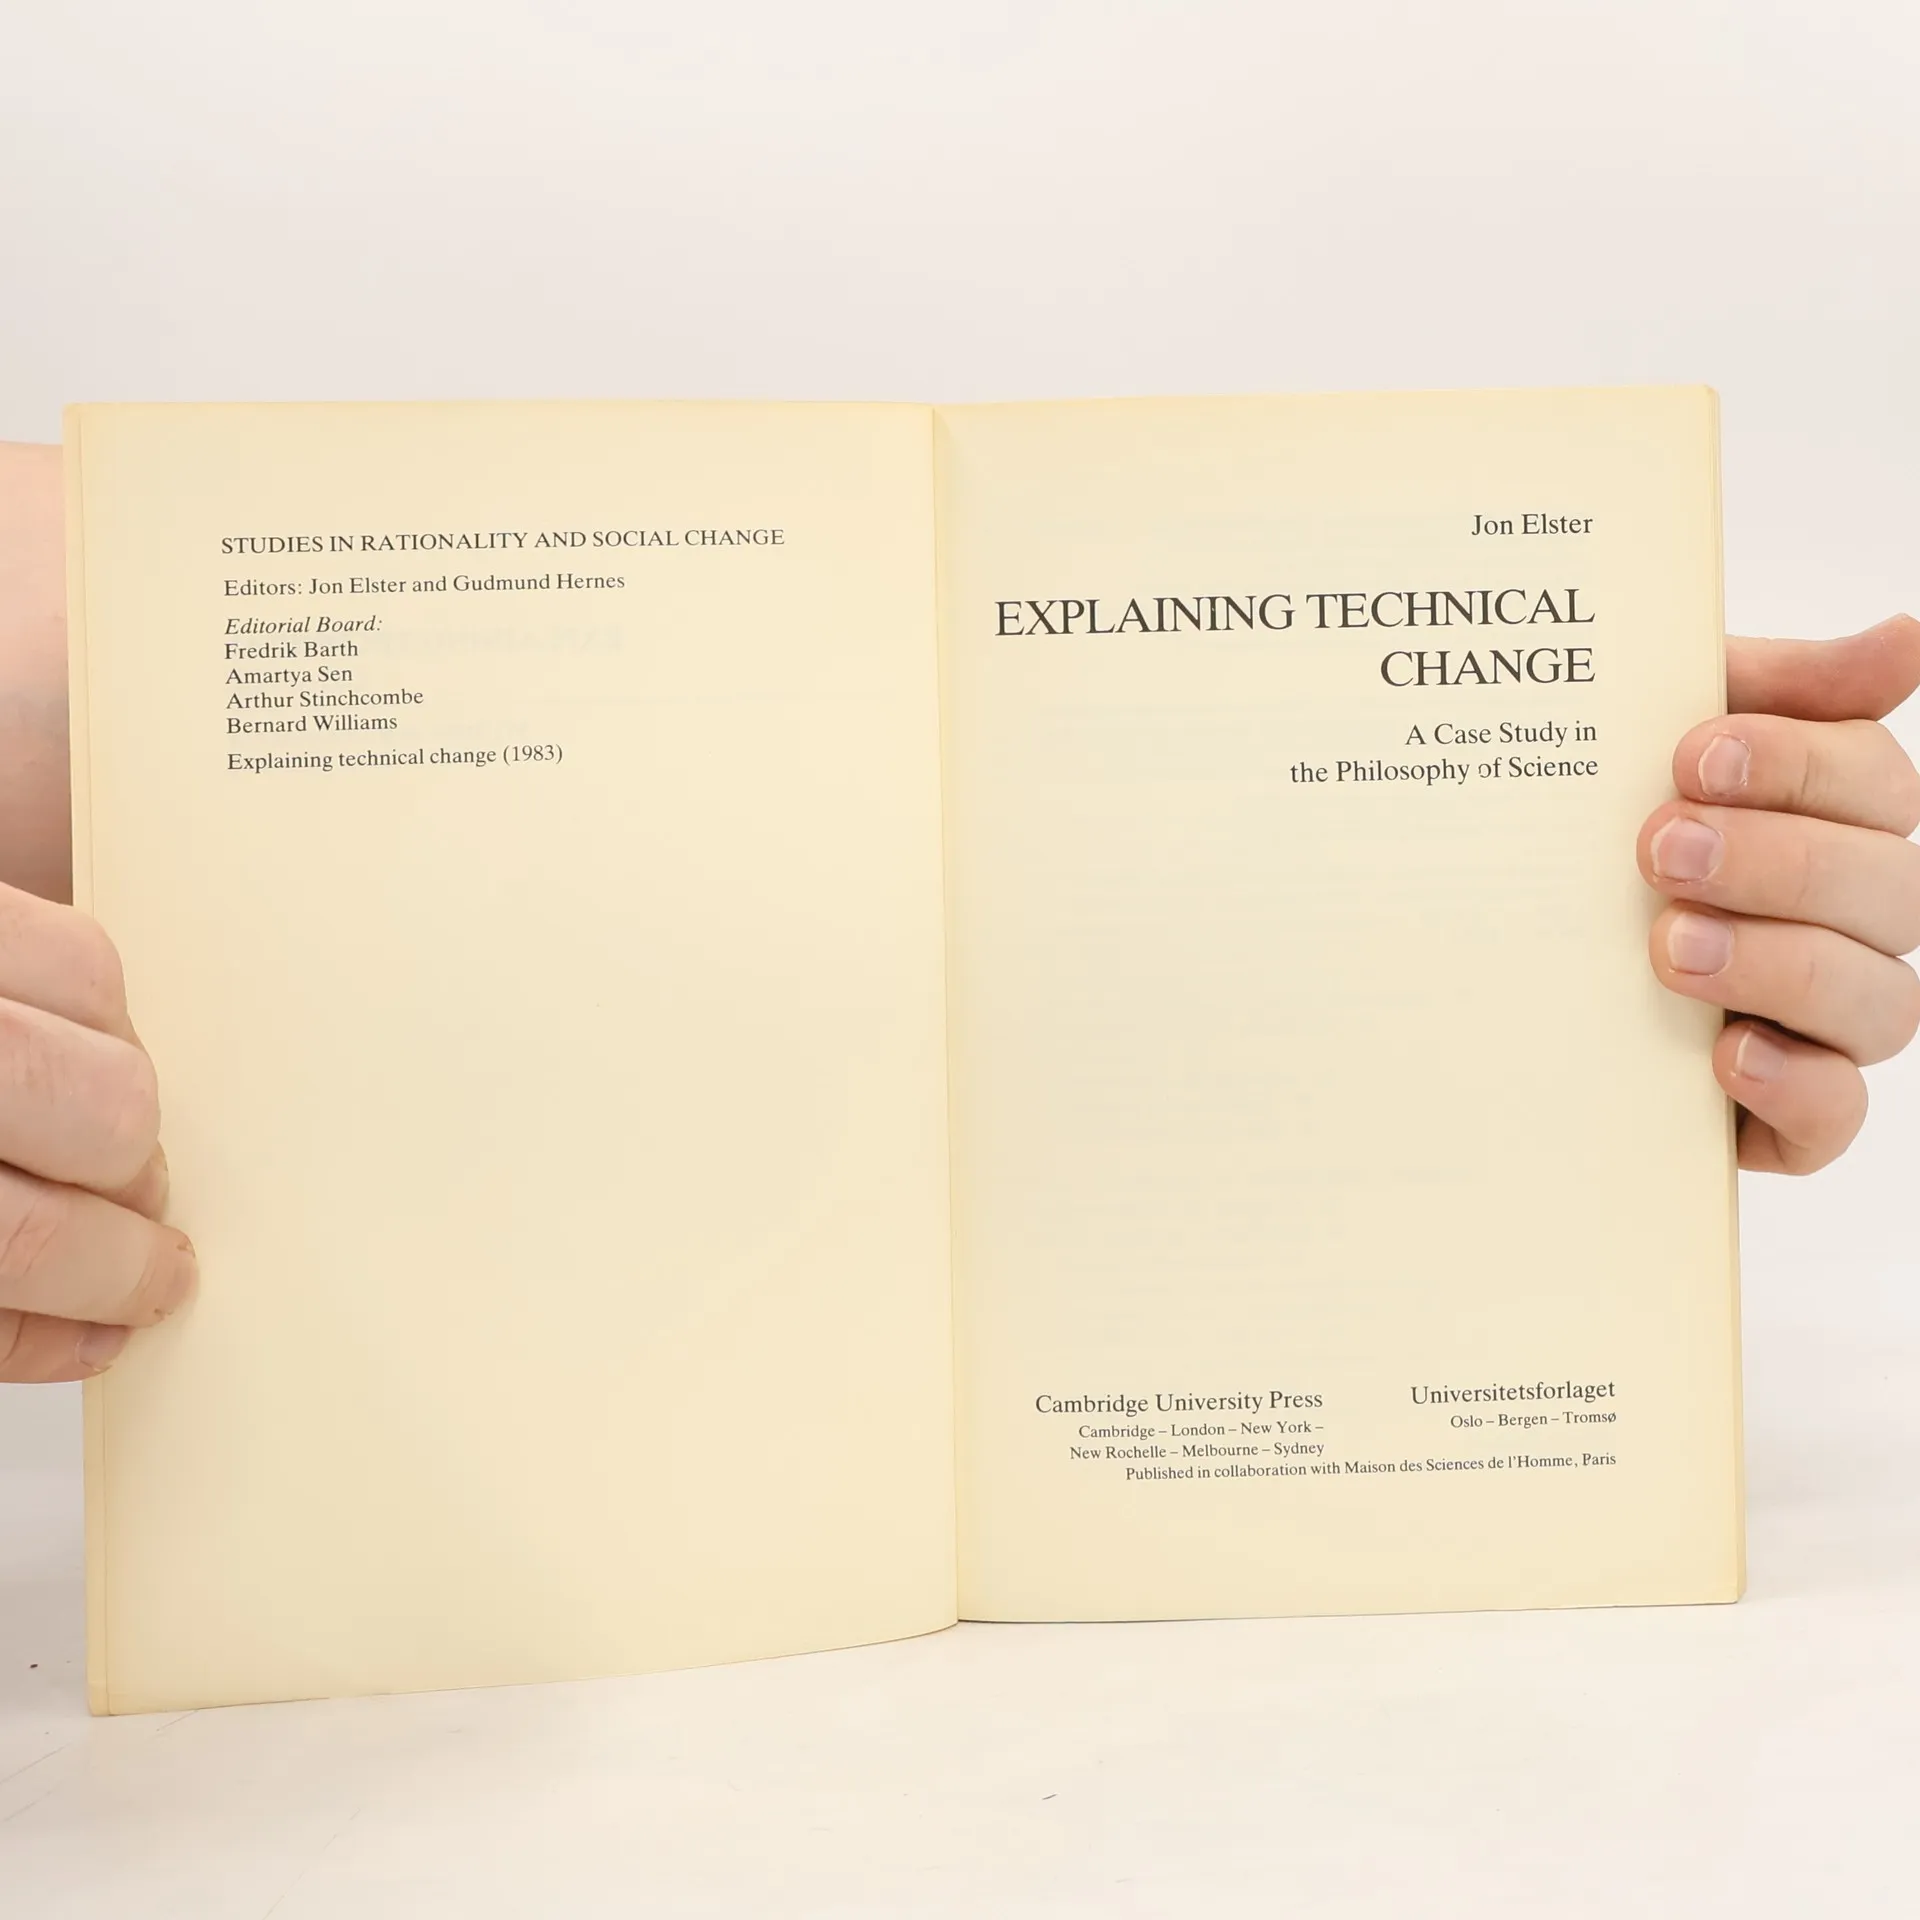 STUDIES IN RATIONALITY AND SOCIAL CHANGE
Editors: Jon Elster and Gudmund Hernes
Editorial Board:
Fredrik Barth
Amartya Sen
Arthur Stinchcombe
Bernard Williams
Explaining technical change (1983)
Jon Elster
EXPLAINING TECHNICAL
CHANGE
A Case Study in
the Philosophy of Science
Cambridge University Press
Cambridge – London – New York –
New Rochelle – Melbourne – Sydney
Universitetsforlaget
Oslo – Bergen – Tromsø
Published in collaboration with Maison des Sciences de l'Homme, Paris